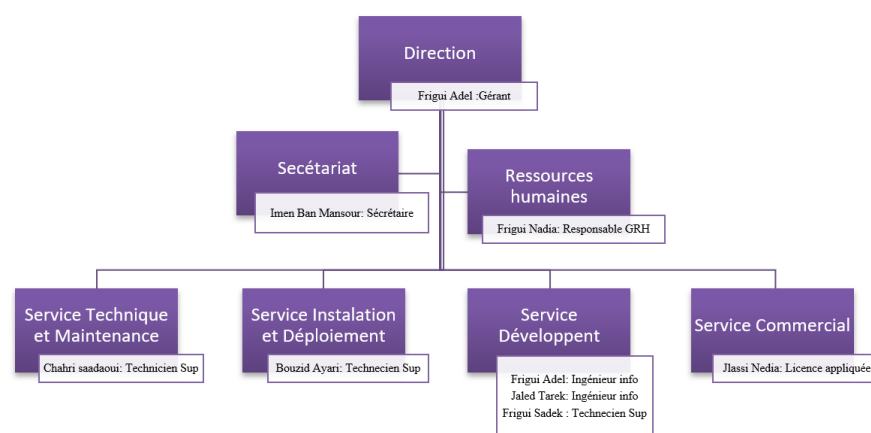 Direction
Frigui Adel :Gérant
Secétariat
Imen Ban Mansour: Sécrétaire
Ressources
humaines
Frigui Nadia: Responsable GRH
Service Technique
et Maintenance
Chahri saadaoui: Technicien Sup
Service Instalation
et Déploiement
Bouzid Ayari: Technecien Sup
Service
Développent
Frigui Adel: Ingénieur info
Jaled Tarek: Ingénieur info
Frigui Sadek : Technecien Sup
Service Commercial
Jlassi Nedia: Licence appliquée